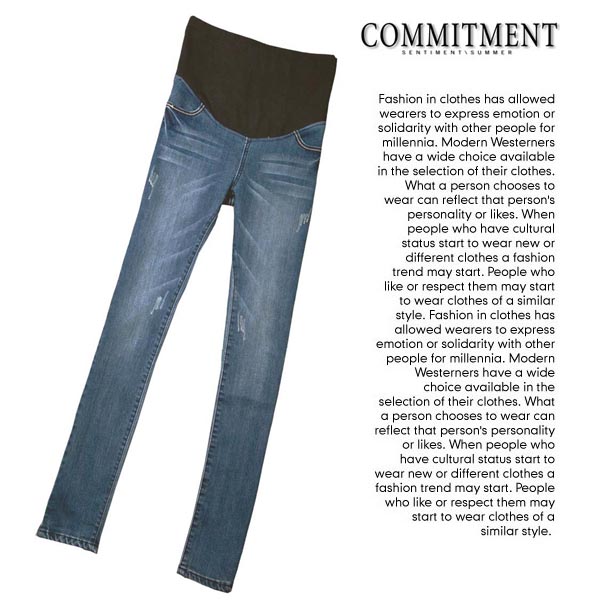 COMMITMENT
SENTIMENT\SUMMER
Fashion in clothes has allowed
wearers to express emotion or
solidarity with other people for
millennia. Modern Westerners
have a wide choice available
in the selection of their clothes.
What a person chooses to
wear can reflect that person's
personality or likes. When
people who have cultural
status start to wear new or
different clothes a fashion
trend may start. People who
like or respect them may start
to wear clothes of a similar
style. Fashion in clothes has
allowed wearers to express
emotion or solidarity with other
people for millennia. Modern
Westerners have a wide
choice available in the
selection of their clothes. What
a person chooses to wear can
reflect that person's personality
or likes. When people who
have cultural status start to
wear new or different clothes a
fashion trend may start. People
who like or respect them may
start to wear clothes of a
similar style.